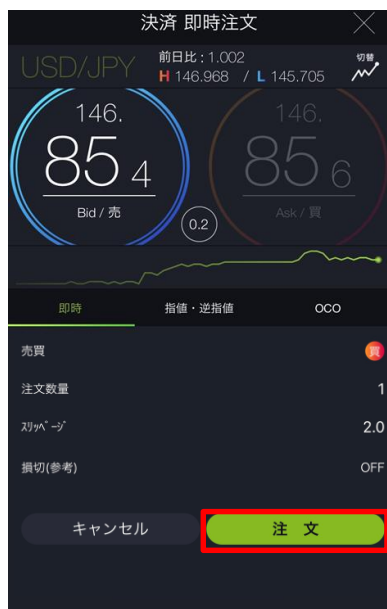 決済 即時注文
USD/JPY
前日比 : 1.002
H 146.968 / L 145.705
切替
146.
85 4
Bid / 売
0.2
146.
85 6
Ask / 買
即時
指値・逆指値
OCO
売買
買
注文数量
1
ｽﾘｯﾍﾟｰｼﾞ
2.0
損切(参考)
OFF
キャンセル
注 文